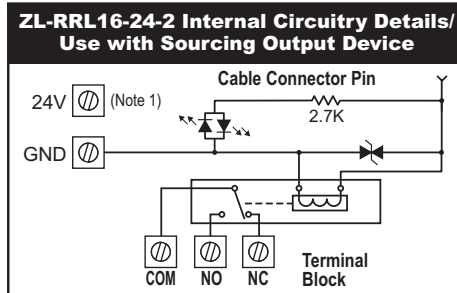 ZL-RRL16-24-2 Internal Circuitry Details/
Use with Sourcing Output Device
Cable Connector Pin
24V (Note 1)
2.7K
GND
COM NO NC
Terminal
Block